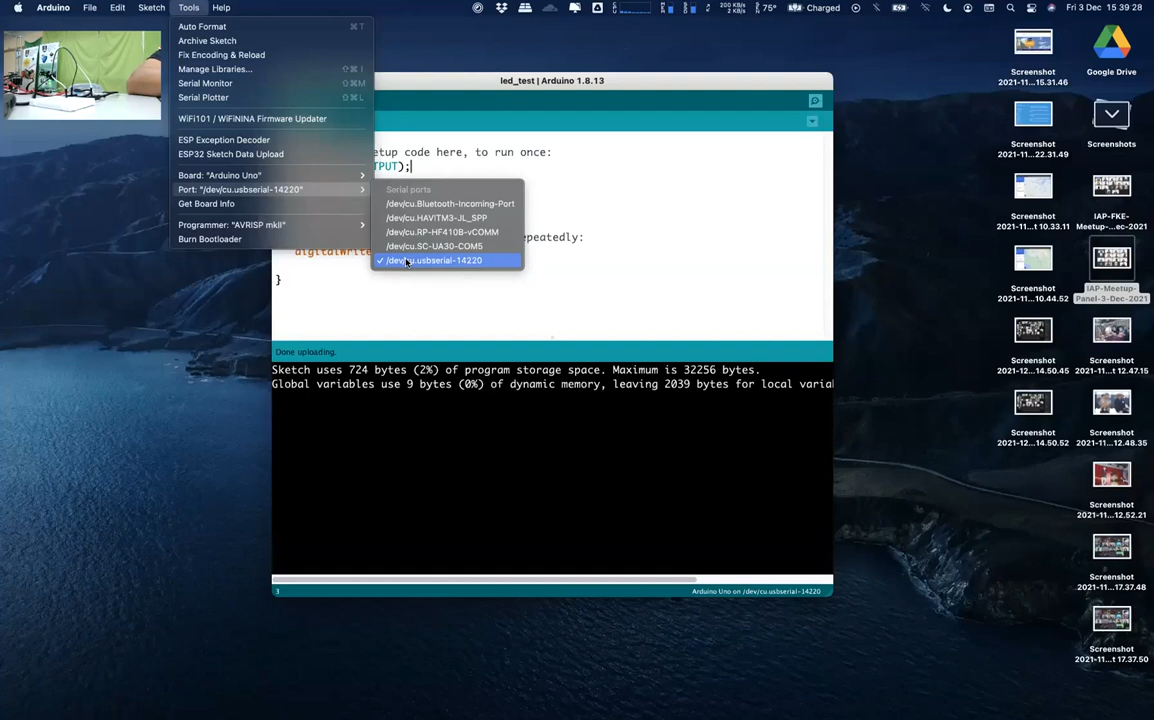 Arduino File Edit Sketch Tools Help
200 KB/s
2 KB/s
75° Charged Fri 3 Dec 15 39 28
Auto Format ⌘ T
Archive Sketch
Fix Encoding & Reload
Manage Libraries... ⇧⌘ I
Serial Monitor ⇧⌘M
Serial Plotter ⇧⌘L
WiFi101 / WiFiNINA Firmware Updater
ESP Exception Decoder
ESP32 Sketch Data Upload
Board: "Arduino Uno"
Port: "/dev/cu.usbserial-14220"
Get Board Info
Programmer: "AVRISP mkII"
Burn Bootloader
Serial ports
/dev/cu.Bluetooth-Incoming-Port
/dev/cu.HAVITM3-JL_SPP
/dev/cu.RP-HF410B-vCOMM
/dev/cu.SC-UA30-COM5
✓ /dev/cu.usbserial-14220
led_test | Arduino 1.8.13
etup code here, to run once:
TPUT);
epeatedly:
digitalWrite
}
Done uploading.
Sketch uses 724 bytes (2%) of program storage space. Maximum is 32256 bytes.
Global variables use 9 bytes (0%) of dynamic memory, leaving 2039 bytes for local varia
3
Arduino Uno on /dev/cu.usbserial-14220
Screenshot
2021-11...15.31.46
Google Drive
Screenshot
2021-11...22.31.49
Screenshots
Screenshot
2021-11...t 10.33.11
IAP-FKE-
Meetup-...ec-2021
Screenshot
2021-11...10.44.52
IAP-Meetup-
Panel-3-Dec-2021
Screenshot
2021-12...14.50.45
Screenshot
2021-11...t 12.47.15
Screenshot
2021-12...14.50.52
Screenshot
2021-11...12.48.35
Screenshot
2021-11...12.52.21
Screenshot
2021-11...t 17.37.48
Screenshot
2021-11...t 17.37.50